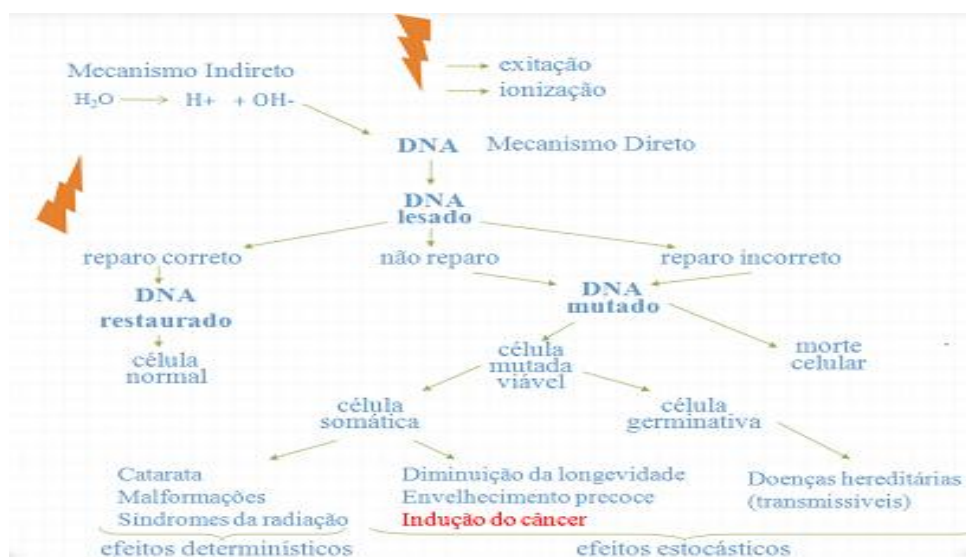 Mecanismo Indireto
H₂O H+ + OH-
exitação
ionização
DNA Mecanismo Direto
DNA
lesado
reparo correto
não reparo
reparo incorreto
DNA
restaurado
DNA
mutado
célula
normal
célula
mutada
viável
morte
celular
célula
somática
célula
germinativa
Catarata
Malformações
Síndromes da radiação
Diminuição da longevidade
Envelhecimento precoce
Indução do câncer
Doenças hereditárias
(transmissíveis)
efeitos determinísticos
efeitos estocásticos